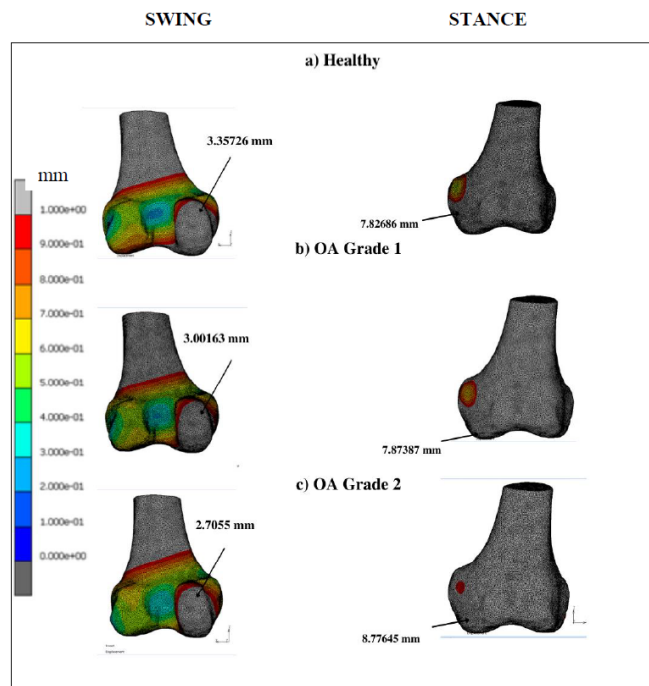 SWING STANCE
a) Healthy
3.35726 mm
mm
1.000e+00
9.000e-01
8.000e-01
7.000e-01
6.000e-01
5.000e-01
4.000e-01
3.000e-01
2.000e-01
1.000e-01
0.000e+00
7.82686 mm
b) OA Grade 1
3.00163 mm
7.87387 mm
c) OA Grade 2
2.7055 mm
8.77645 mm